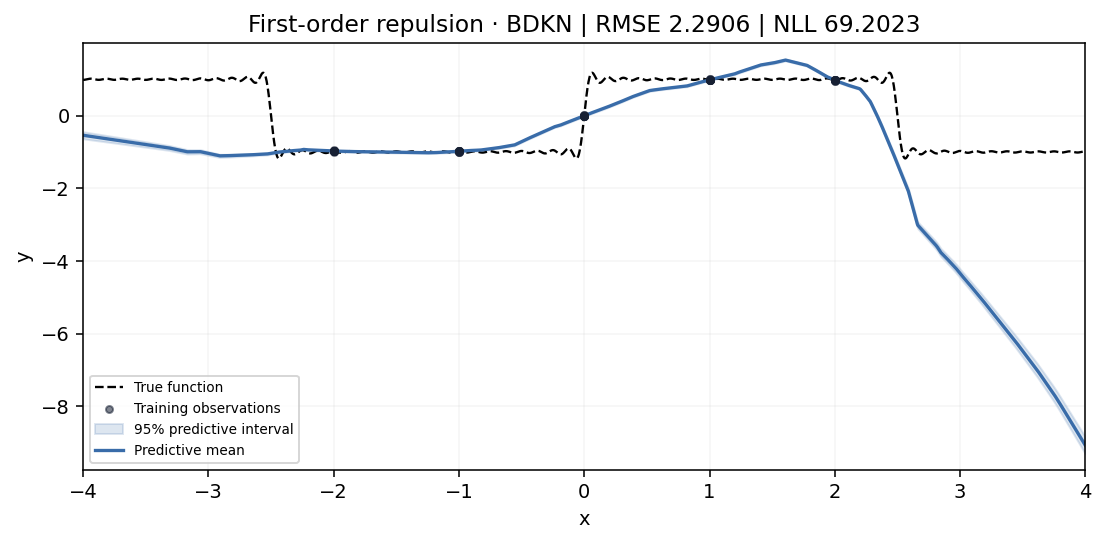 First-order repulsion · BDKN | RMSE 2.2906 | NLL 69.2023
y
0
−2
−4
−6
−8
True function
Training observations
95% predictive interval
Predictive mean
−4 −3 −2 −1 0 1 2 3 4
x